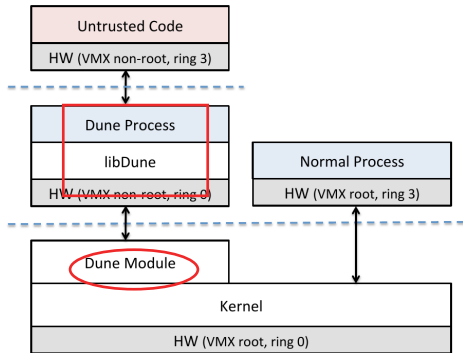 Untrusted Code
HW (VMX non-root, ring 3)
Dune Process
libDune
Normal Process
HW (VMX non-root, ring 0)
HW (VMX root, ring 3)
Dune Module
Kernel
HW (VMX root, ring 0)